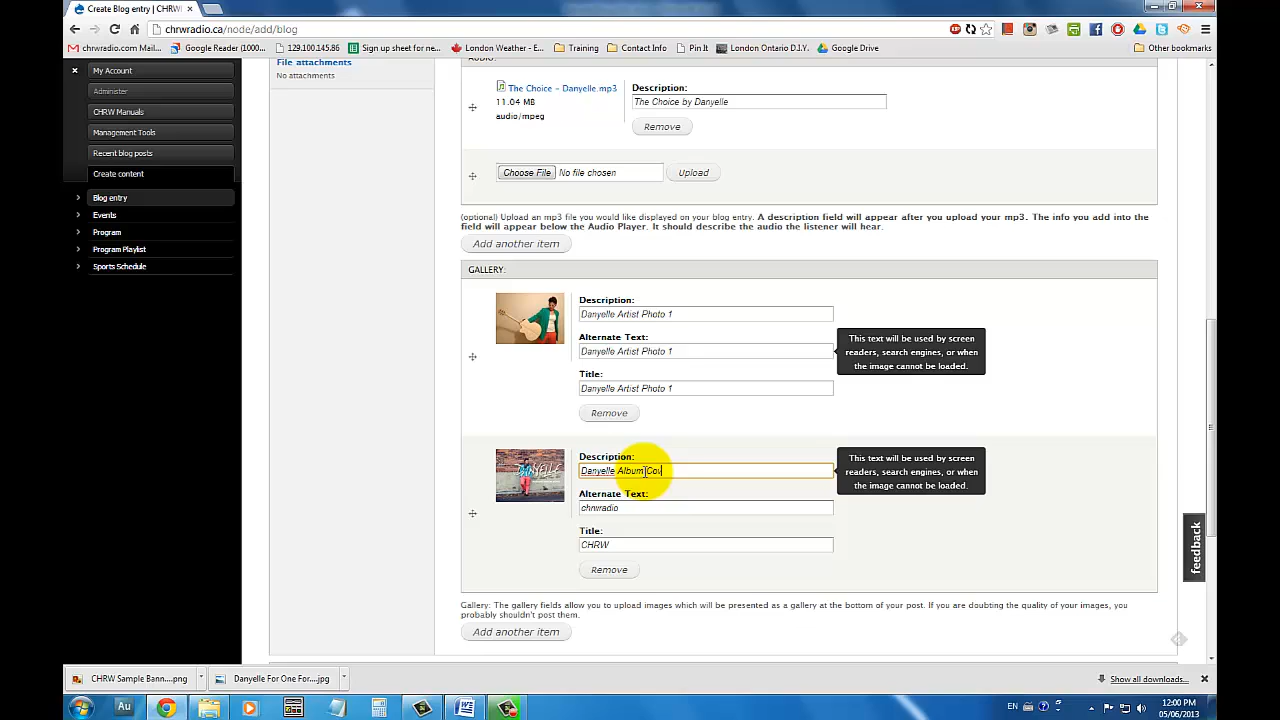 Create Blog entry | CHRWI
chrwradio.ca/node/add/blog
chrwradio.ca Mail...
Google Reader (1000...
129.100.145.86
Sign up sheet for ne...
London Weather - E...
Training
Contact Info
Pin It
London Ontario D.I.Y.
Google Drive
Other bookmarks
My Account
Administer
CHRW Manuals
Management Tools
Recent blog posts
Create content
Blog entry
Events
Program
Program Playlist
Sports Schedule
File attachments
No attachments
AUDIO:
The Choice - Danyelle.mp3
11.04 MB
audio/mpeg
Description:
The Choice by Danyelle
Remove
Choose File No file chosen
Upload
(optional) Upload an mp3 file you would like displayed on your blog entry. A description field will appear after you upload your mp3. The info you add into the
field will appear below the Audio Player. It should describe the audio the listener will hear.
Add another item
GALLERY:
Description:
Danyelle Artist Photo 1
Alternate Text:
Danyelle Artist Photo 1
This text will be used by screen
readers, search engines, or when
the image cannot be loaded.
Title:
Danyelle Artist Photo 1
Remove
DANYELLE
Description:
Danyelle Album Cov
This text will be used by screen
readers, search engines, or when
the image cannot be loaded.
Alternate Text:
chrwradio
Title:
CHRW
Remove
Gallery: The gallery fields allow you to upload images which will be presented as a gallery at the bottom of your post. If you are doubting the quality of your images, you
probably shouldn't post them.
Add another item
feedback
CHRW Sample Bann....png
Danyelle For One For....jpg
Show all downloads...
Au
EN
12:00 PM
05/06/2013